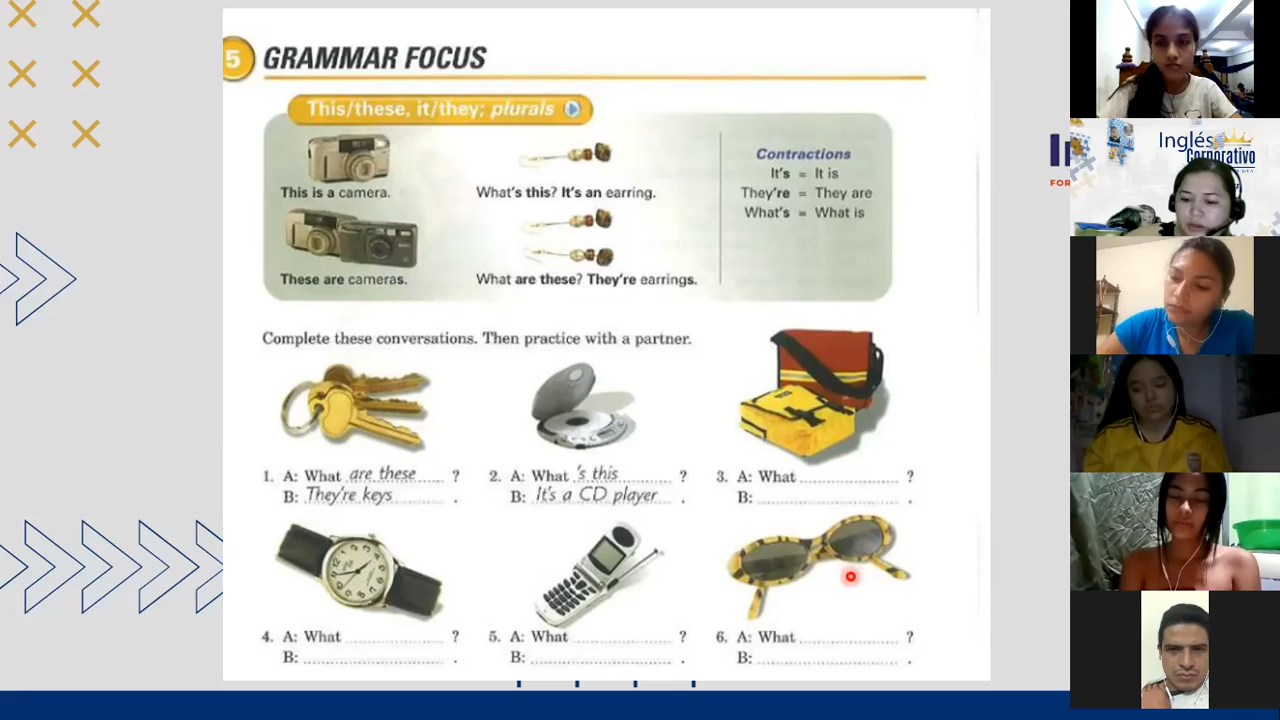 5 GRAMMAR FOCUS
This/these, it/they; plurals
This is a camera.
What's this? It's an earring.
These are cameras.
What are these? They're earrings.
Contractions
It's = It is
They're = They are
What's = What is
Complete these conversations. Then practice with a partner.
1. A: What are these ?
B: They're keys .
2. A: What 's this ?
B: It's a CD player .
3. A: What ?
B: .
4. A: What ?
B: .
5. A: What ?
B: .
6. A: What ?
B: .
FOR
Inglés
Corporativo